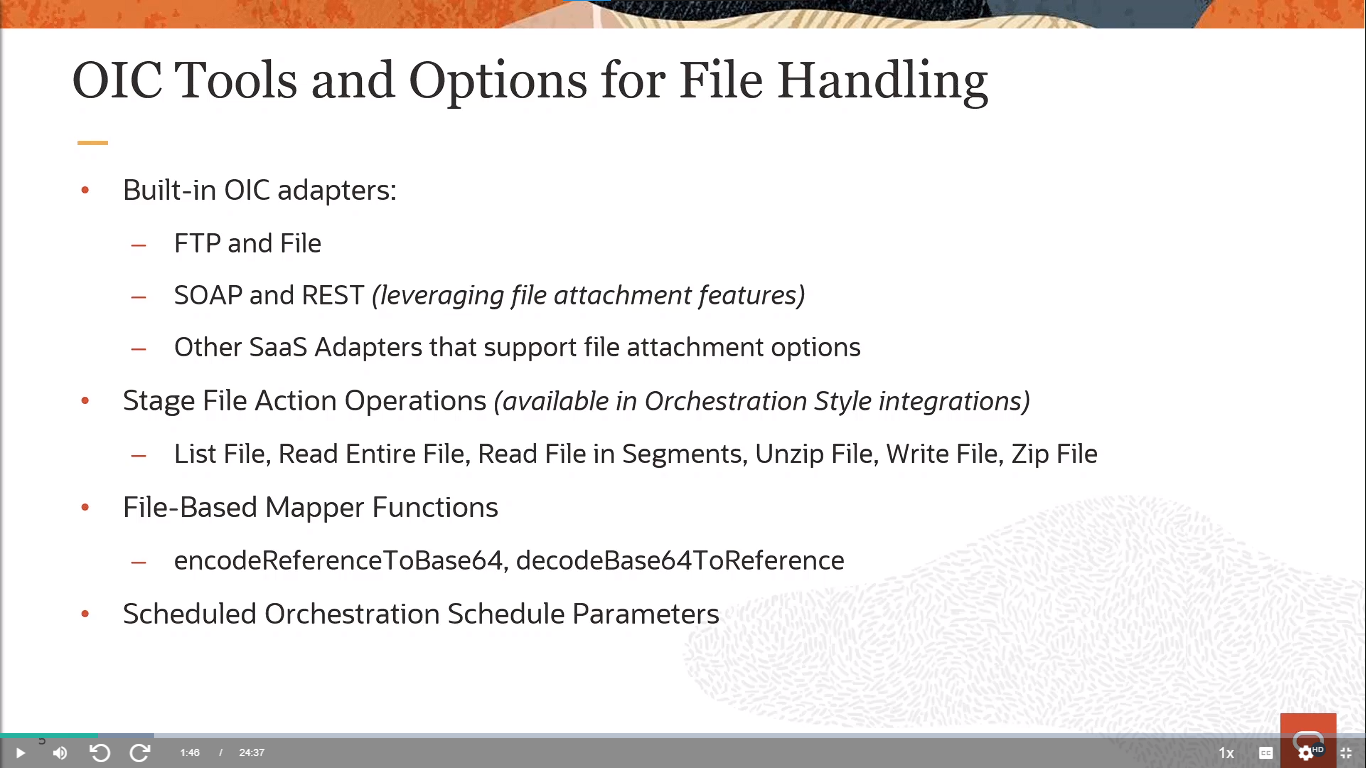 OIC Tools and Options for File Handling
• Built-in OIC adapters:
– FTP and File
– SOAP and REST (leveraging file attachment features)
– Other SaaS Adapters that support file attachment options
• Stage File Action Operations (available in Orchestration Style integrations)
– List File, Read Entire File, Read File in Segments, Unzip File, Write File, Zip File
• File-Based Mapper Functions
– encodeReferenceToBase64, decodeBase64ToReference
• Scheduled Orchestration Schedule Parameters
5
1:46 / 24:37 1x CC HD